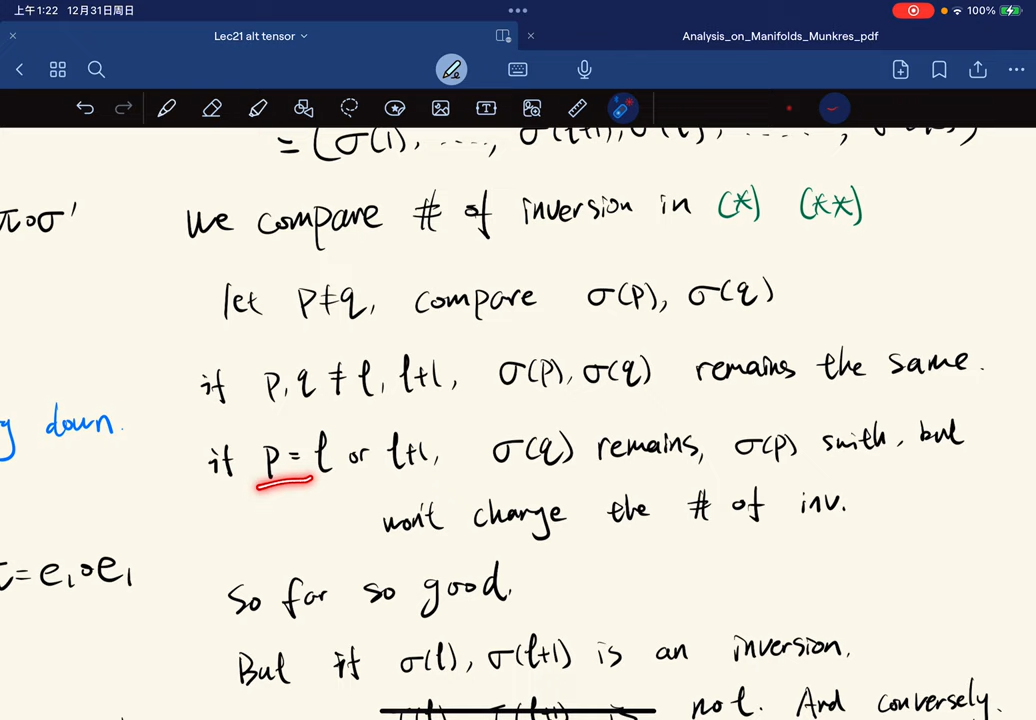 上午1:22 12月31日周日
100%
Lec21 alt tensor
Analysis_on_Manifolds_Munkres_pdf
= (σ(1), ....., σ(l+1), σ(l),
π∘σ'
We compare # of inversion in (*) (**)
let p≠q, compare σ(p), σ(q)
if p, q ≠ l, l+1, σ(p), σ(q) remains the same.
down.
if p = l or l+1, σ(q) remains, σ(p) swith, but
won't change the # of inv.
= e₁∘e₁
So far so good.
But if σ(l), σ(l+1) is an inversion.
not. And conversely.